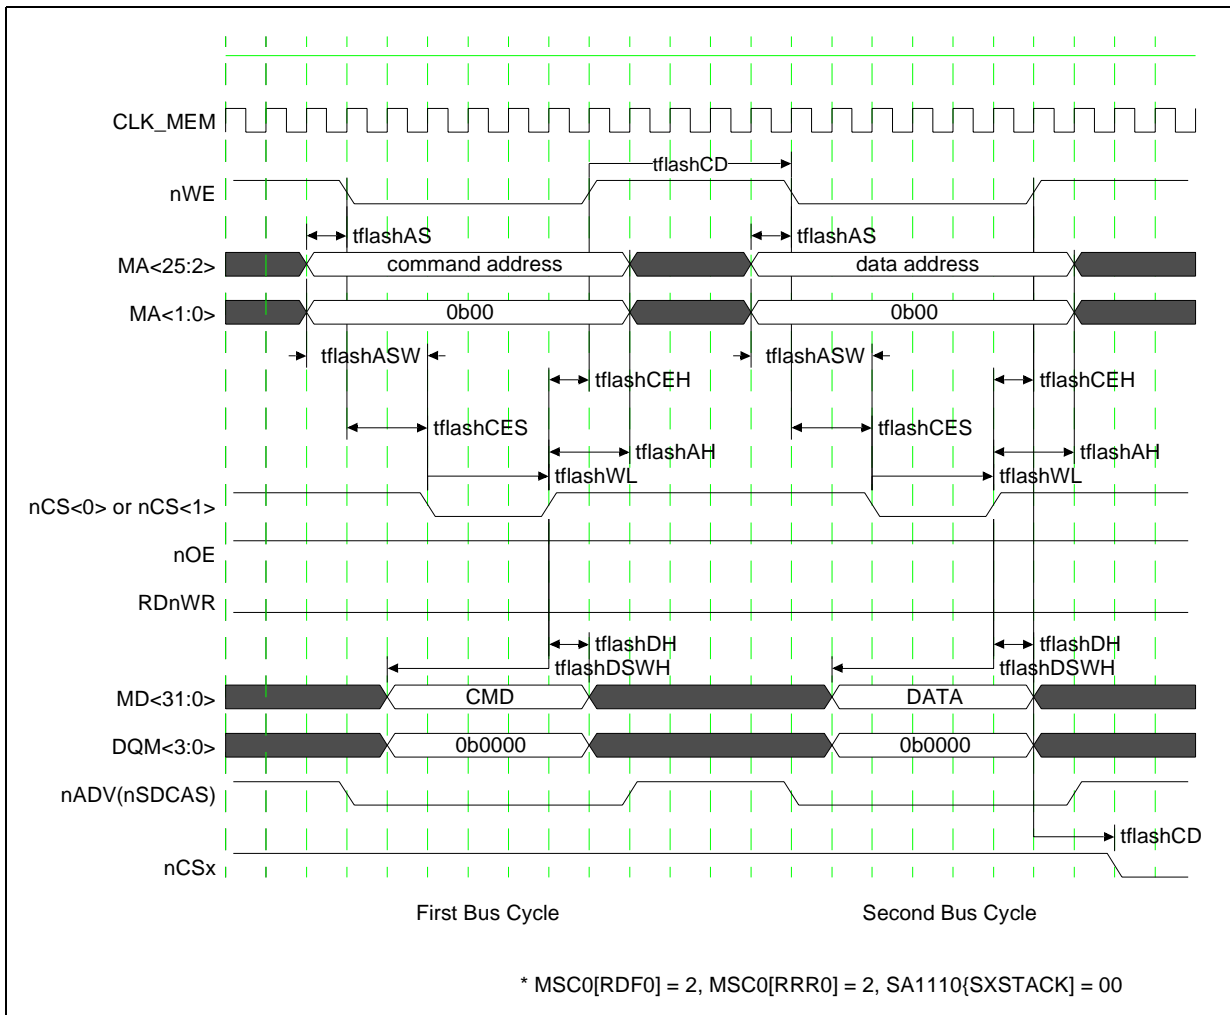 CLK_MEM
tflashCD
nWE
tflashAS tflashAS
MA<25:2> command address data address
MA<1:0> 0b00 0b00
tflashASW tflashASW
tflashCEH tflashCEH
tflashCES tflashCES
tflashAH tflashAH
tflashWL tflashWL
nCS<0> or nCS<1>
nOE
RDnWR
tflashDH tflashDH
tflashDSWH tflashDSWH
MD<31:0> CMD DATA
DQM<3:0> 0b0000 0b0000
nADV(nSDCAS)
tflashCD
nCSx
First Bus Cycle Second Bus Cycle
* MSC0[RDF0] = 2, MSC0[RRR0] = 2, SA1110{SXSTACK] = 00